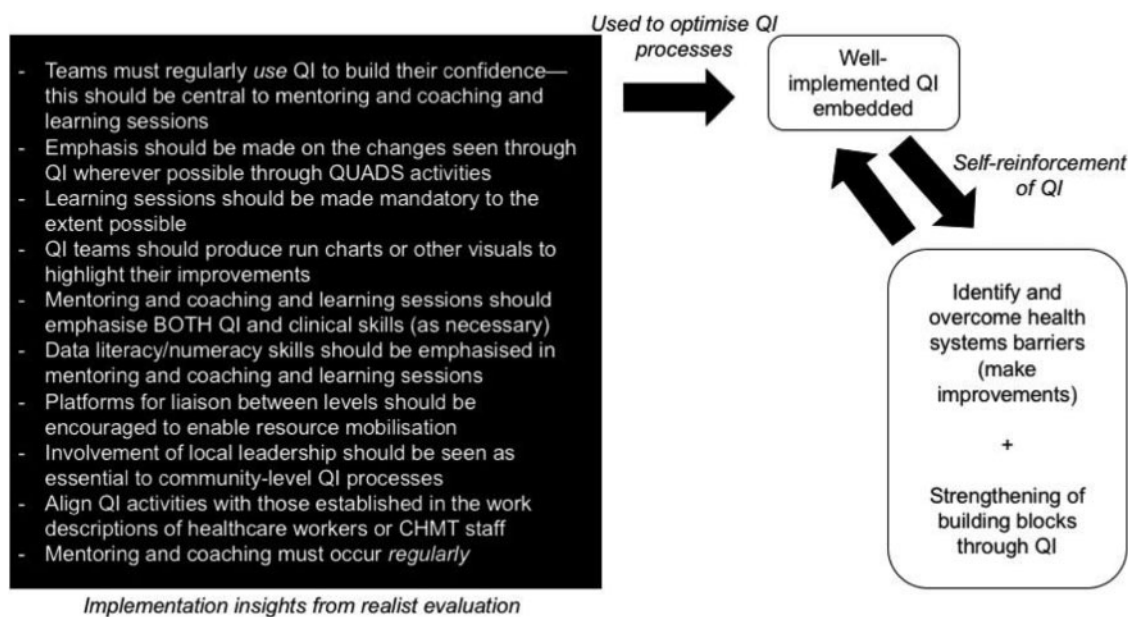 - Teams must regularly use QI to build their confidence—
this should be central to mentoring and coaching and
learning sessions
- Emphasis should be made on the changes seen through
QI wherever possible through QUADS activities
- Learning sessions should be made mandatory to the
extent possible
- QI teams should produce run charts or other visuals to
highlight their improvements
- Mentoring and coaching and learning sessions should
emphasise BOTH QI and clinical skills (as necessary)
- Data literacy/numeracy skills should be emphasised in
mentoring and coaching and learning sessions
- Platforms for liaison between levels should be
encouraged to enable resource mobilisation
- Involvement of local leadership should be seen as
essential to community-level QI processes
- Align QI activities with those established in the work
descriptions of healthcare workers or CHMT staff
- Mentoring and coaching must occur regularly
Implementation insights from realist evaluation
Used to optimise QI
processes
Well-
implemented QI
embedded
Self-reinforcement
of QI
Identify and
overcome health
systems barriers
(make
improvements)
+
Strengthening of
building blocks
through QI